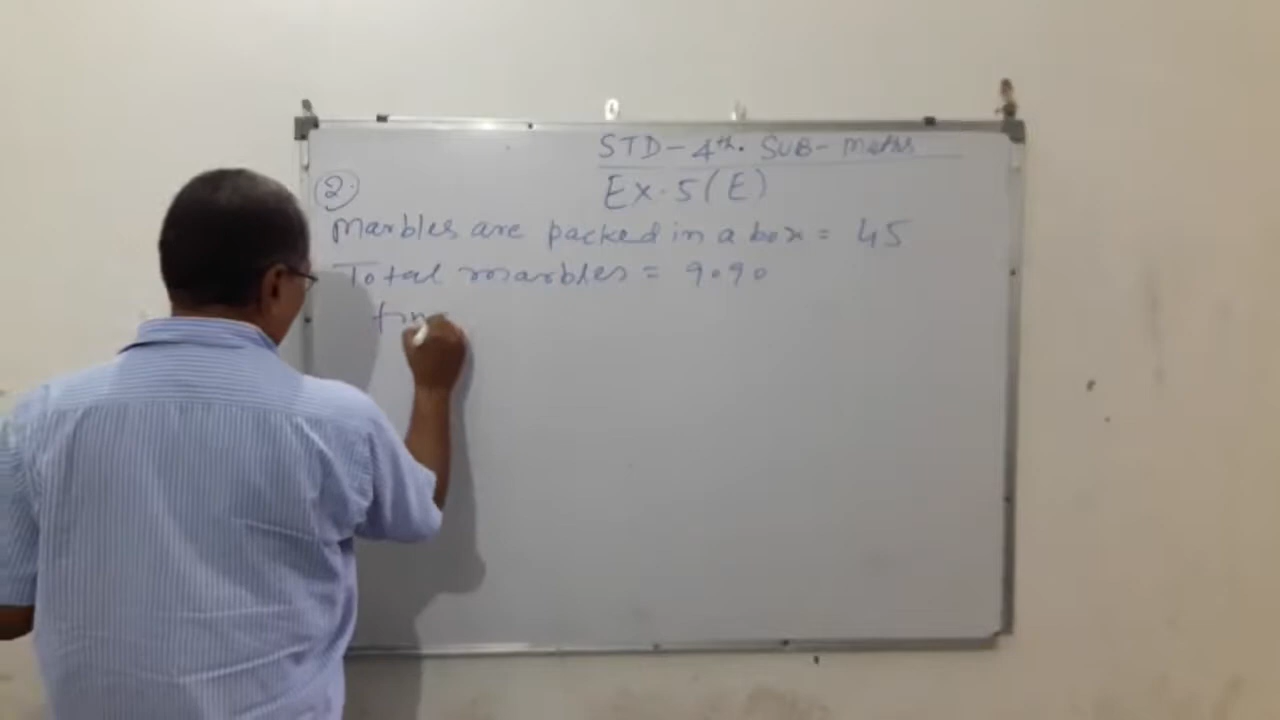 STD-4th. SUB-Maths
Ex.5(E)
2.
Marbles are packed in a box = 45
Total marbles = 9090